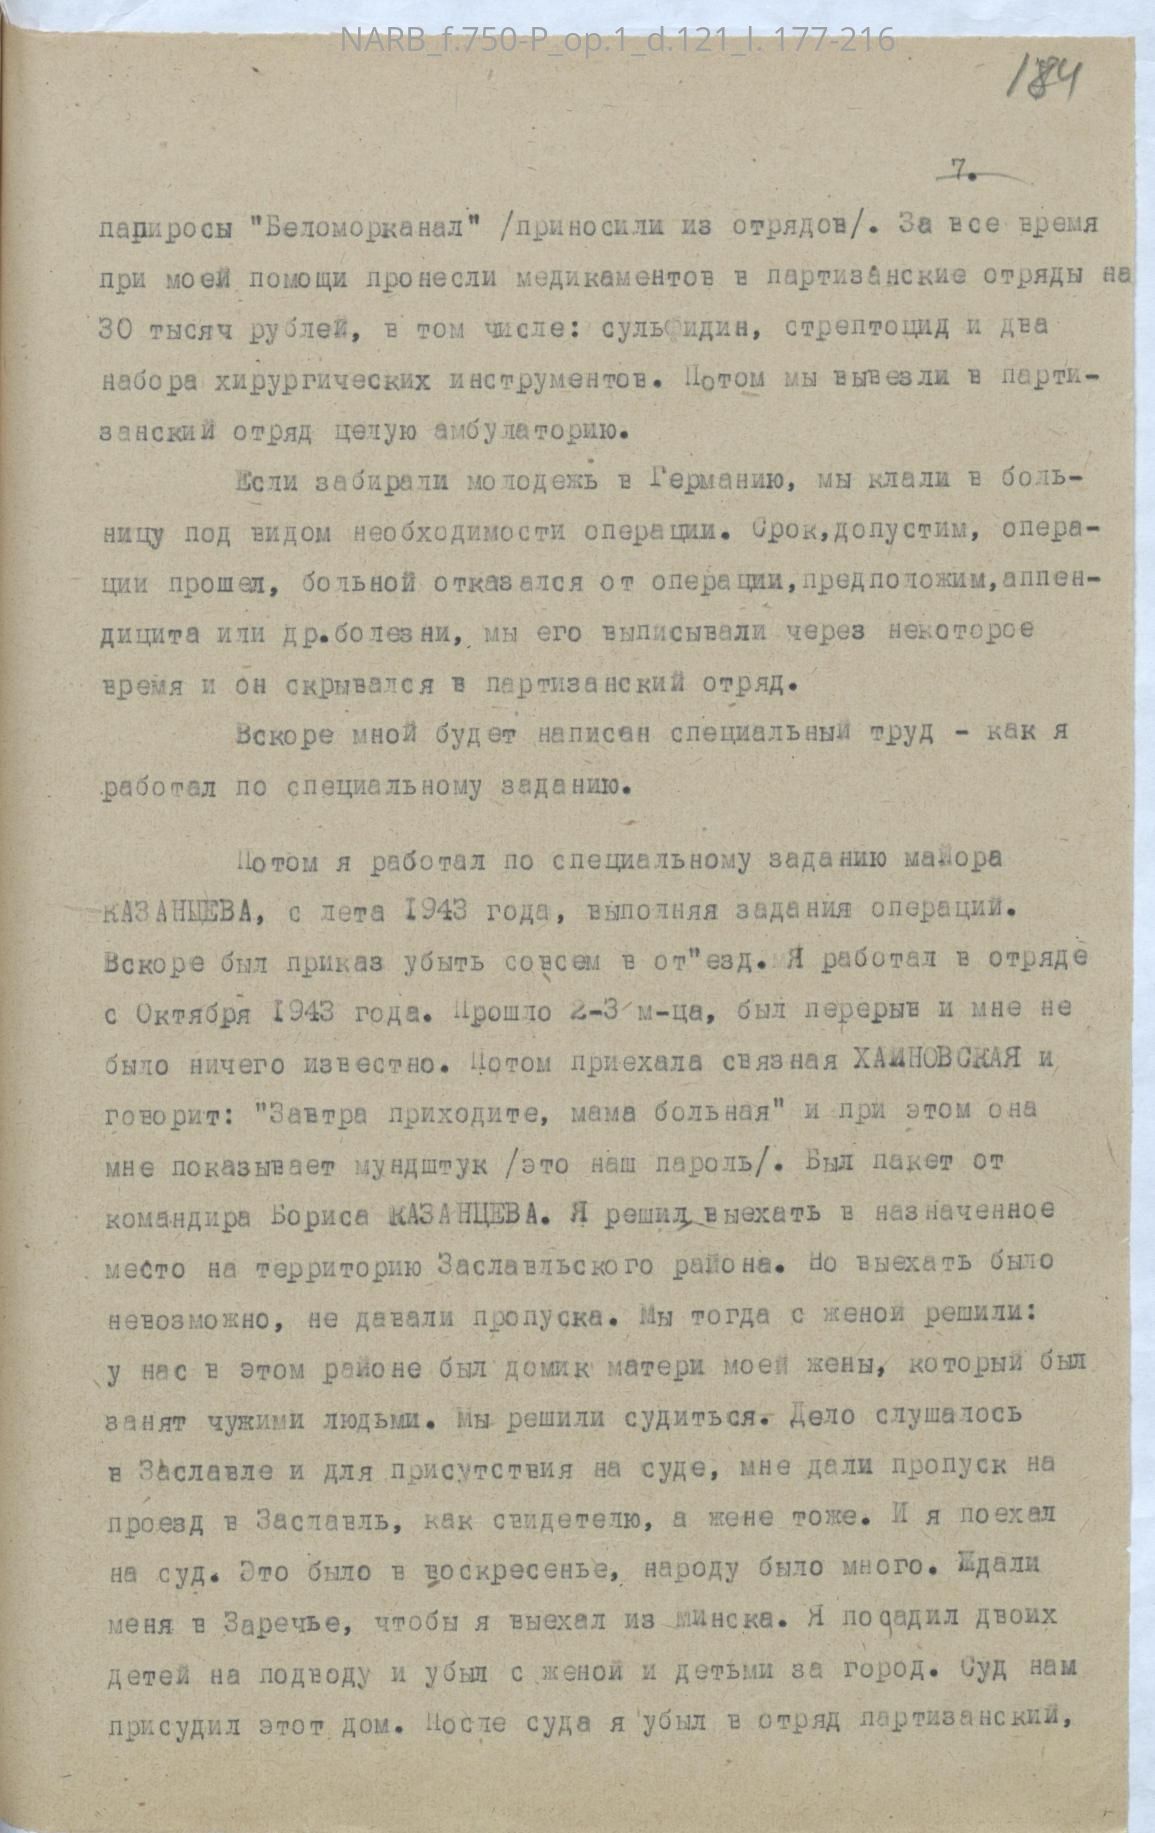 NARB_f.750-P_op.1_d.121_l. 177-216
184
7.
папиросы "Беломорканал" /приносили из отрядов/. За все время
при моей помощи пронесли медикаментов в партизанские отряды на
30 тысяч рублей, в том числе: сульфидин, стрептоцид и два
набора хирургических инструментов. Потом мы вывезли в парти-
занский отряд целую амбулаторию.
Если забирали молодежь в Германию, мы клали в боль-
ницу под видом необходимости операции. Срок,допустим, опера-
ции прошел, больной отказался от операции,предположим,аппен-
дицита или др.болезни, мы его выписывали через некоторое
время и он скрывался в партизанский отряд.
Вскоре мной будет написан специальный труд - как я
работал по специальному заданию.
Потом я работал по специальному заданию майора
КАЗАНЦЕВА, с лета 1943 года, выполняя задания операций.
Вскоре был приказ убыть совсем в от"езд. Я работал в отряде
с Октября 1943 года. Прошло 2-3 м-ца, был перерыв и мне не
было ничего известно. Потом приехала связная ХАИНОВСКАЯ и
говорит: "Завтра приходите, мама больная" и при этом она
мне показывает мундштук /это наш пароль/. Был пакет от
командира Бориса КАЗАНЦЕВА. Я решил выехать в назначенное
место на территорию Заславльского района. Но выехать было
невозможно, не давали пропуска. Мы тогда с женой решили:
у нас в этом районе был домик матери моей жены, который был
занят чужими людьми. Мы решили судиться. Дело слушалось
в Заславле и для присутствия на суде, мне дали пропуск на
проезд в Заславль, как свидетелю, а жене тоже. И я поехал
на суд. Это было в воскресенье, народу было много. Ждали
меня в Заречье, чтобы я выехал из Минска. Я посадил двоих
детей на подводу и убыл с женой и детьми за город. Суд нам
присудил этот дом. После суда я убыл в отряд партизанский,